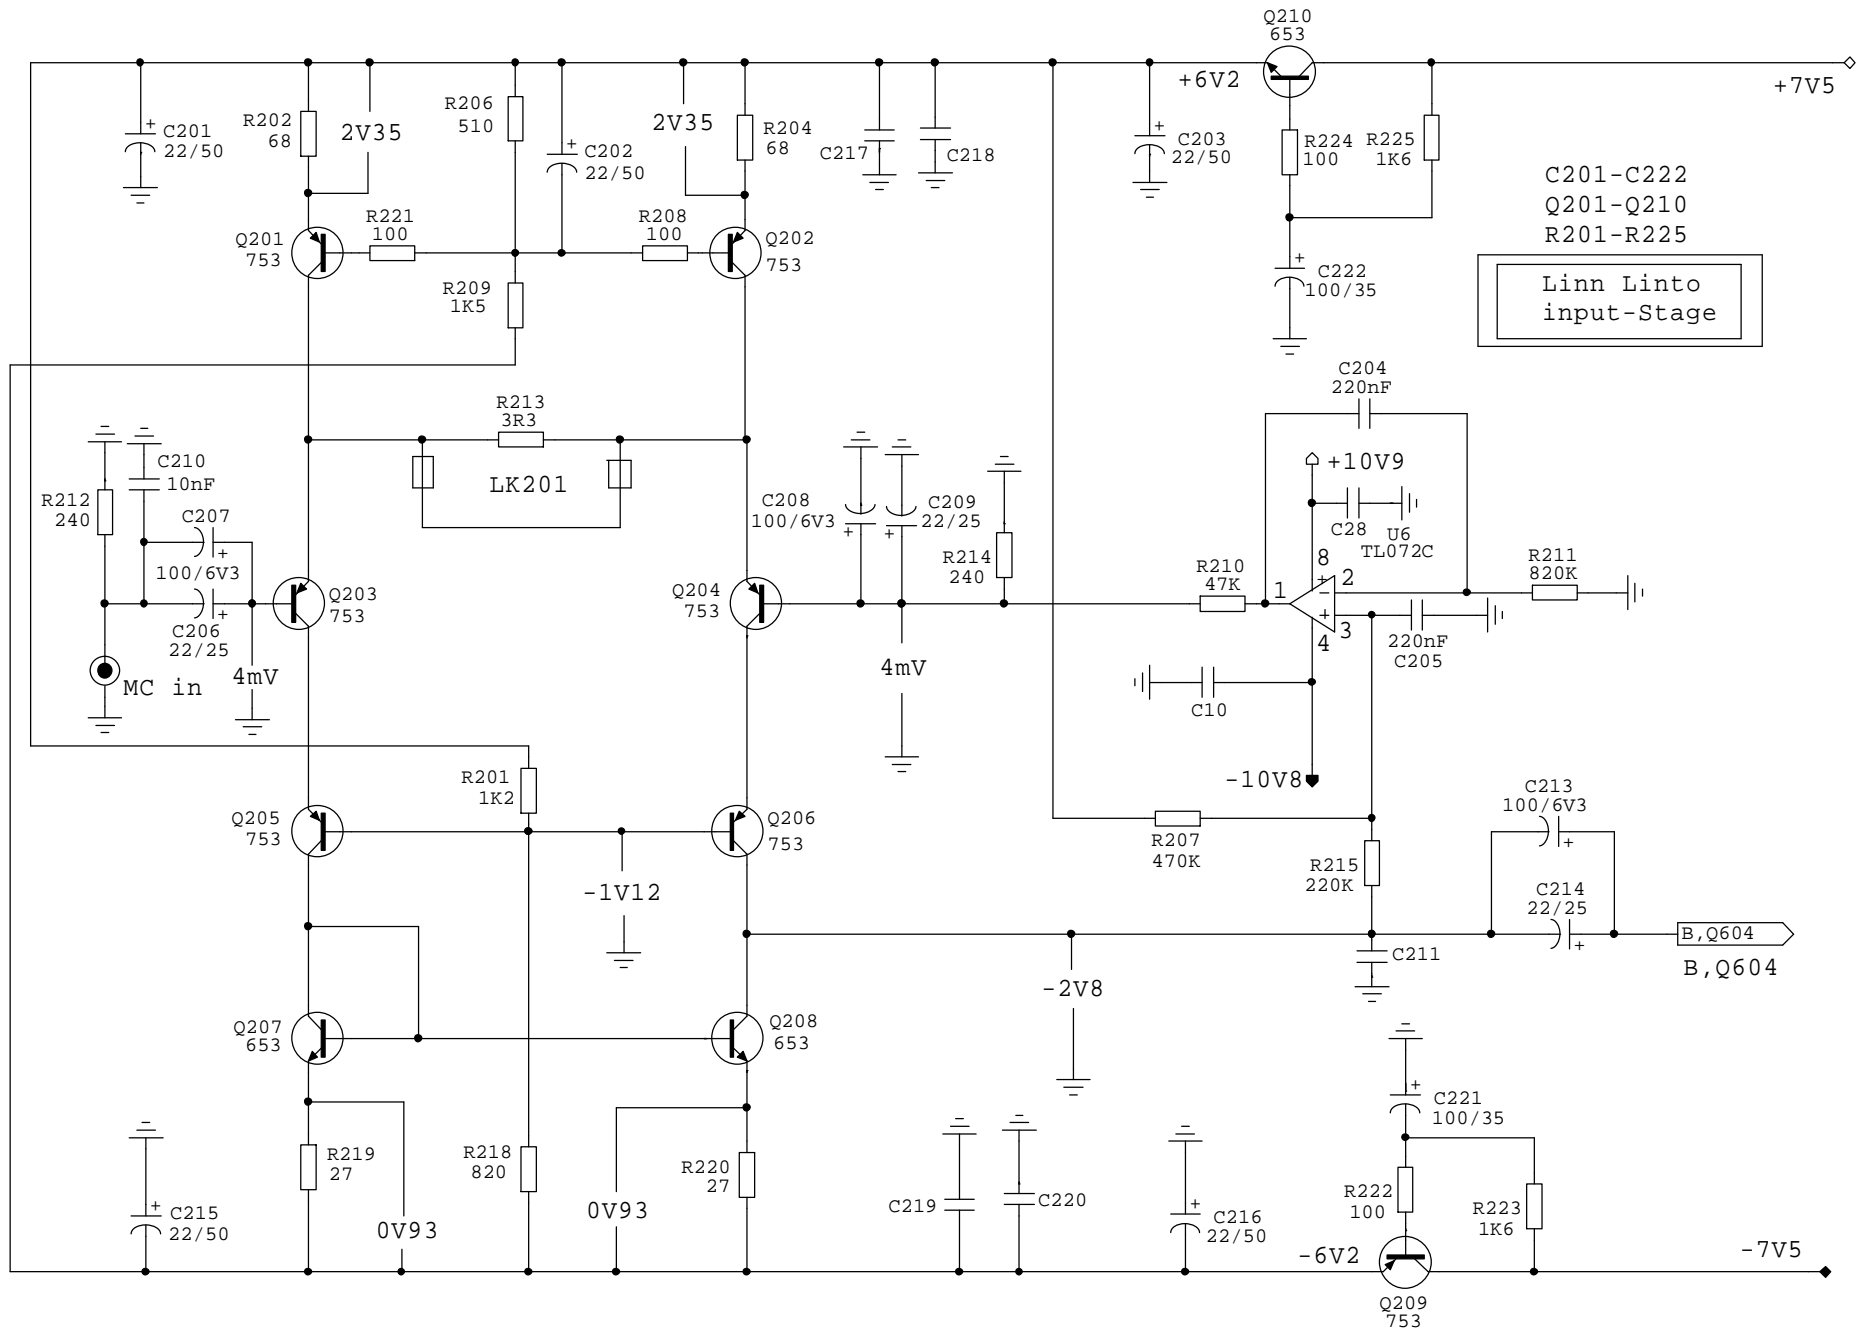 Q210
653
+6V2
+7V5
C201
22/50
R202
68
2V35
R206
510
C202
22/50
2V35
R204
68
C217
C218
C203
22/50
R224
100
R225
1K6
C201-C222
Q201-Q210
R201-R225
Linn Linto
input-Stage
Q201
753
R221
100
R208
100
Q202
753
R209
1K5
C222
100/35
C204
220nF
R213
3R3
LK201
C210
10nF
R212
240
C207
100/6V3
C206
22/25
Q203
753
4mV
MC in
Q204
753
C208
100/6V3
C209
22/25
R214
240
4mV
R210
47K
+10V9
C28
U6
TL072C
8
+
2
−
1
+
3
4
R211
820K
220nF
C205
C10
-10V8
R201
1K2
Q205
753
Q206
753
-1V12
R207
470K
R215
220K
C213
100/6V3
C214
22/25
B,Q604
B,Q604
C211
-2V8
Q207
653
Q208
653
C221
100/35
R219
27
R218
820
R220
27
0V93
0V93
C215
22/50
C219
C220
C216
22/50
R222
100
R223
1K6
-6V2
-7V5
Q209
753